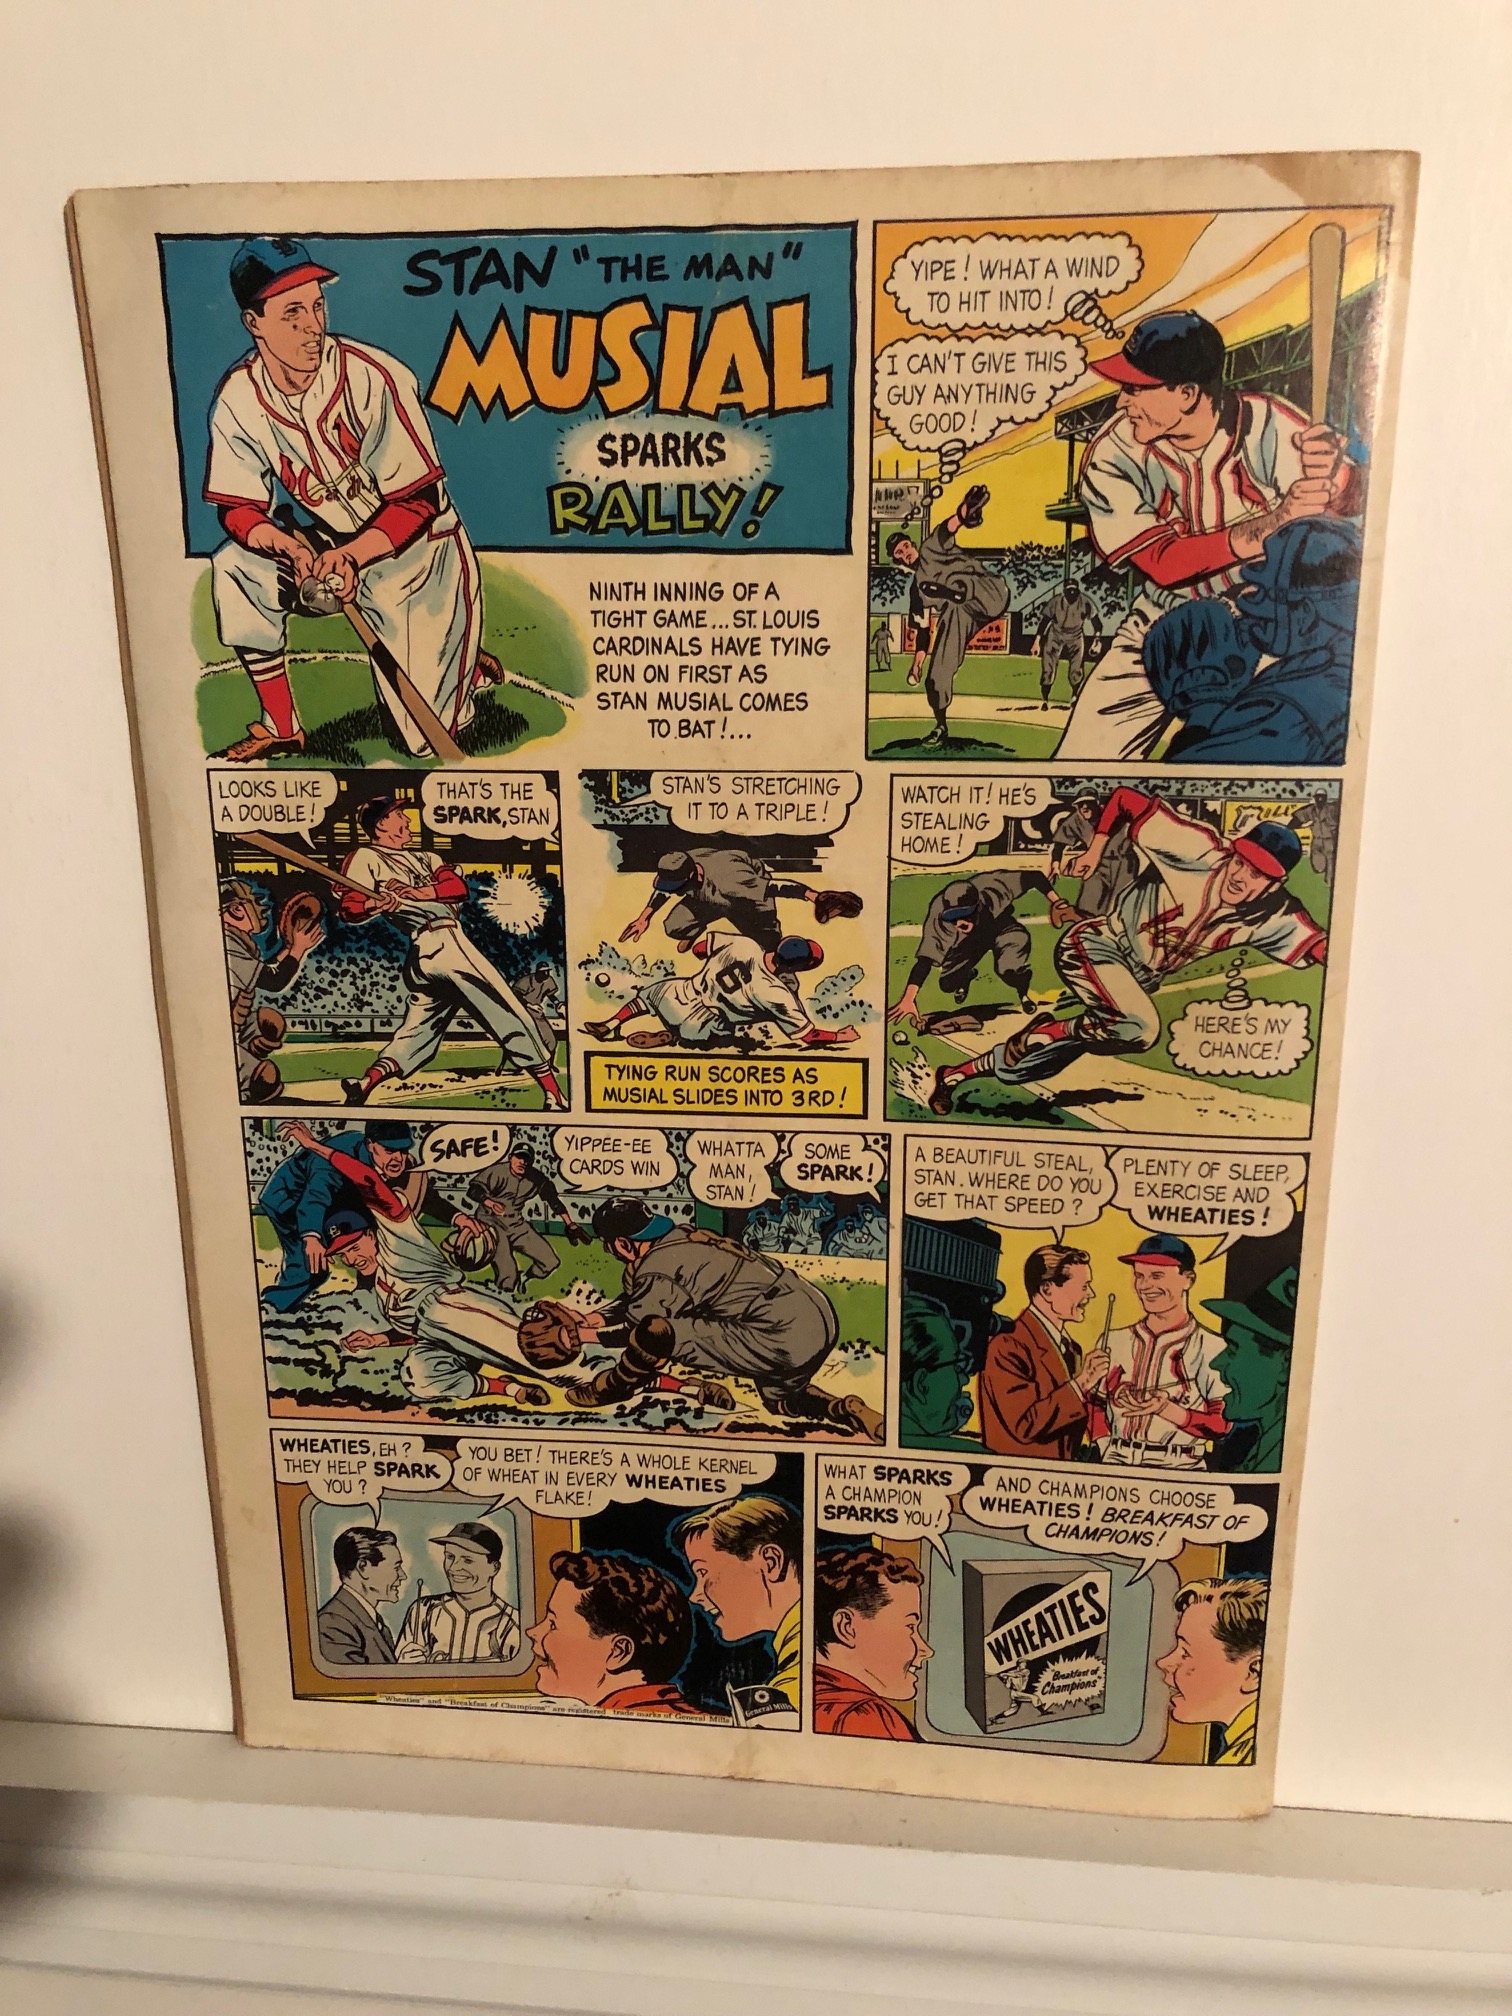 STAN "THE MAN"
MUSIAL
SPARKS
RALLY!
NINTH INNING OF A
TIGHT GAME... ST. LOUIS
CARDINALS HAVE TYING
RUN ON FIRST AS
STAN MUSIAL COMES
TO BAT!...
YIPE! WHAT A WIND
TO HIT INTO!
I CAN'T GIVE THIS
GUY ANYTHING
GOOD!
LOOKS LIKE
A DOUBLE!
THAT'S THE
SPARK, STAN
STAN'S STRETCHING
IT TO A TRIPLE!
6
TYING RUN SCORES AS
MUSIAL SLIDES INTO 3RD!
WATCH IT! HE'S
STEALING
HOME!
HERE'S MY
CHANCE!
SAFE!
YIPPEE-EE
CARDS WIN
WHATTA
MAN,
STAN!
SOME
SPARK!
A BEAUTIFUL STEAL,
STAN. WHERE DO YOU
GET THAT SPEED?
PLENTY OF SLEEP,
EXERCISE AND
WHEATIES!
WHEATIES, EH?
THEY HELP SPARK
YOU?
YOU BET! THERE'S A WHOLE KERNEL
OF WHEAT IN EVERY WHEATIES
FLAKE!
"Wheaties" and "Breakfast of Champions" are registered trade marks of General Mills
General Mills
WHAT SPARKS
A CHAMPION
SPARKS YOU!
AND CHAMPIONS CHOOSE
WHEATIES! BREAKFAST OF
CHAMPIONS!
WHEATIES
"Breakfast of
Champions"